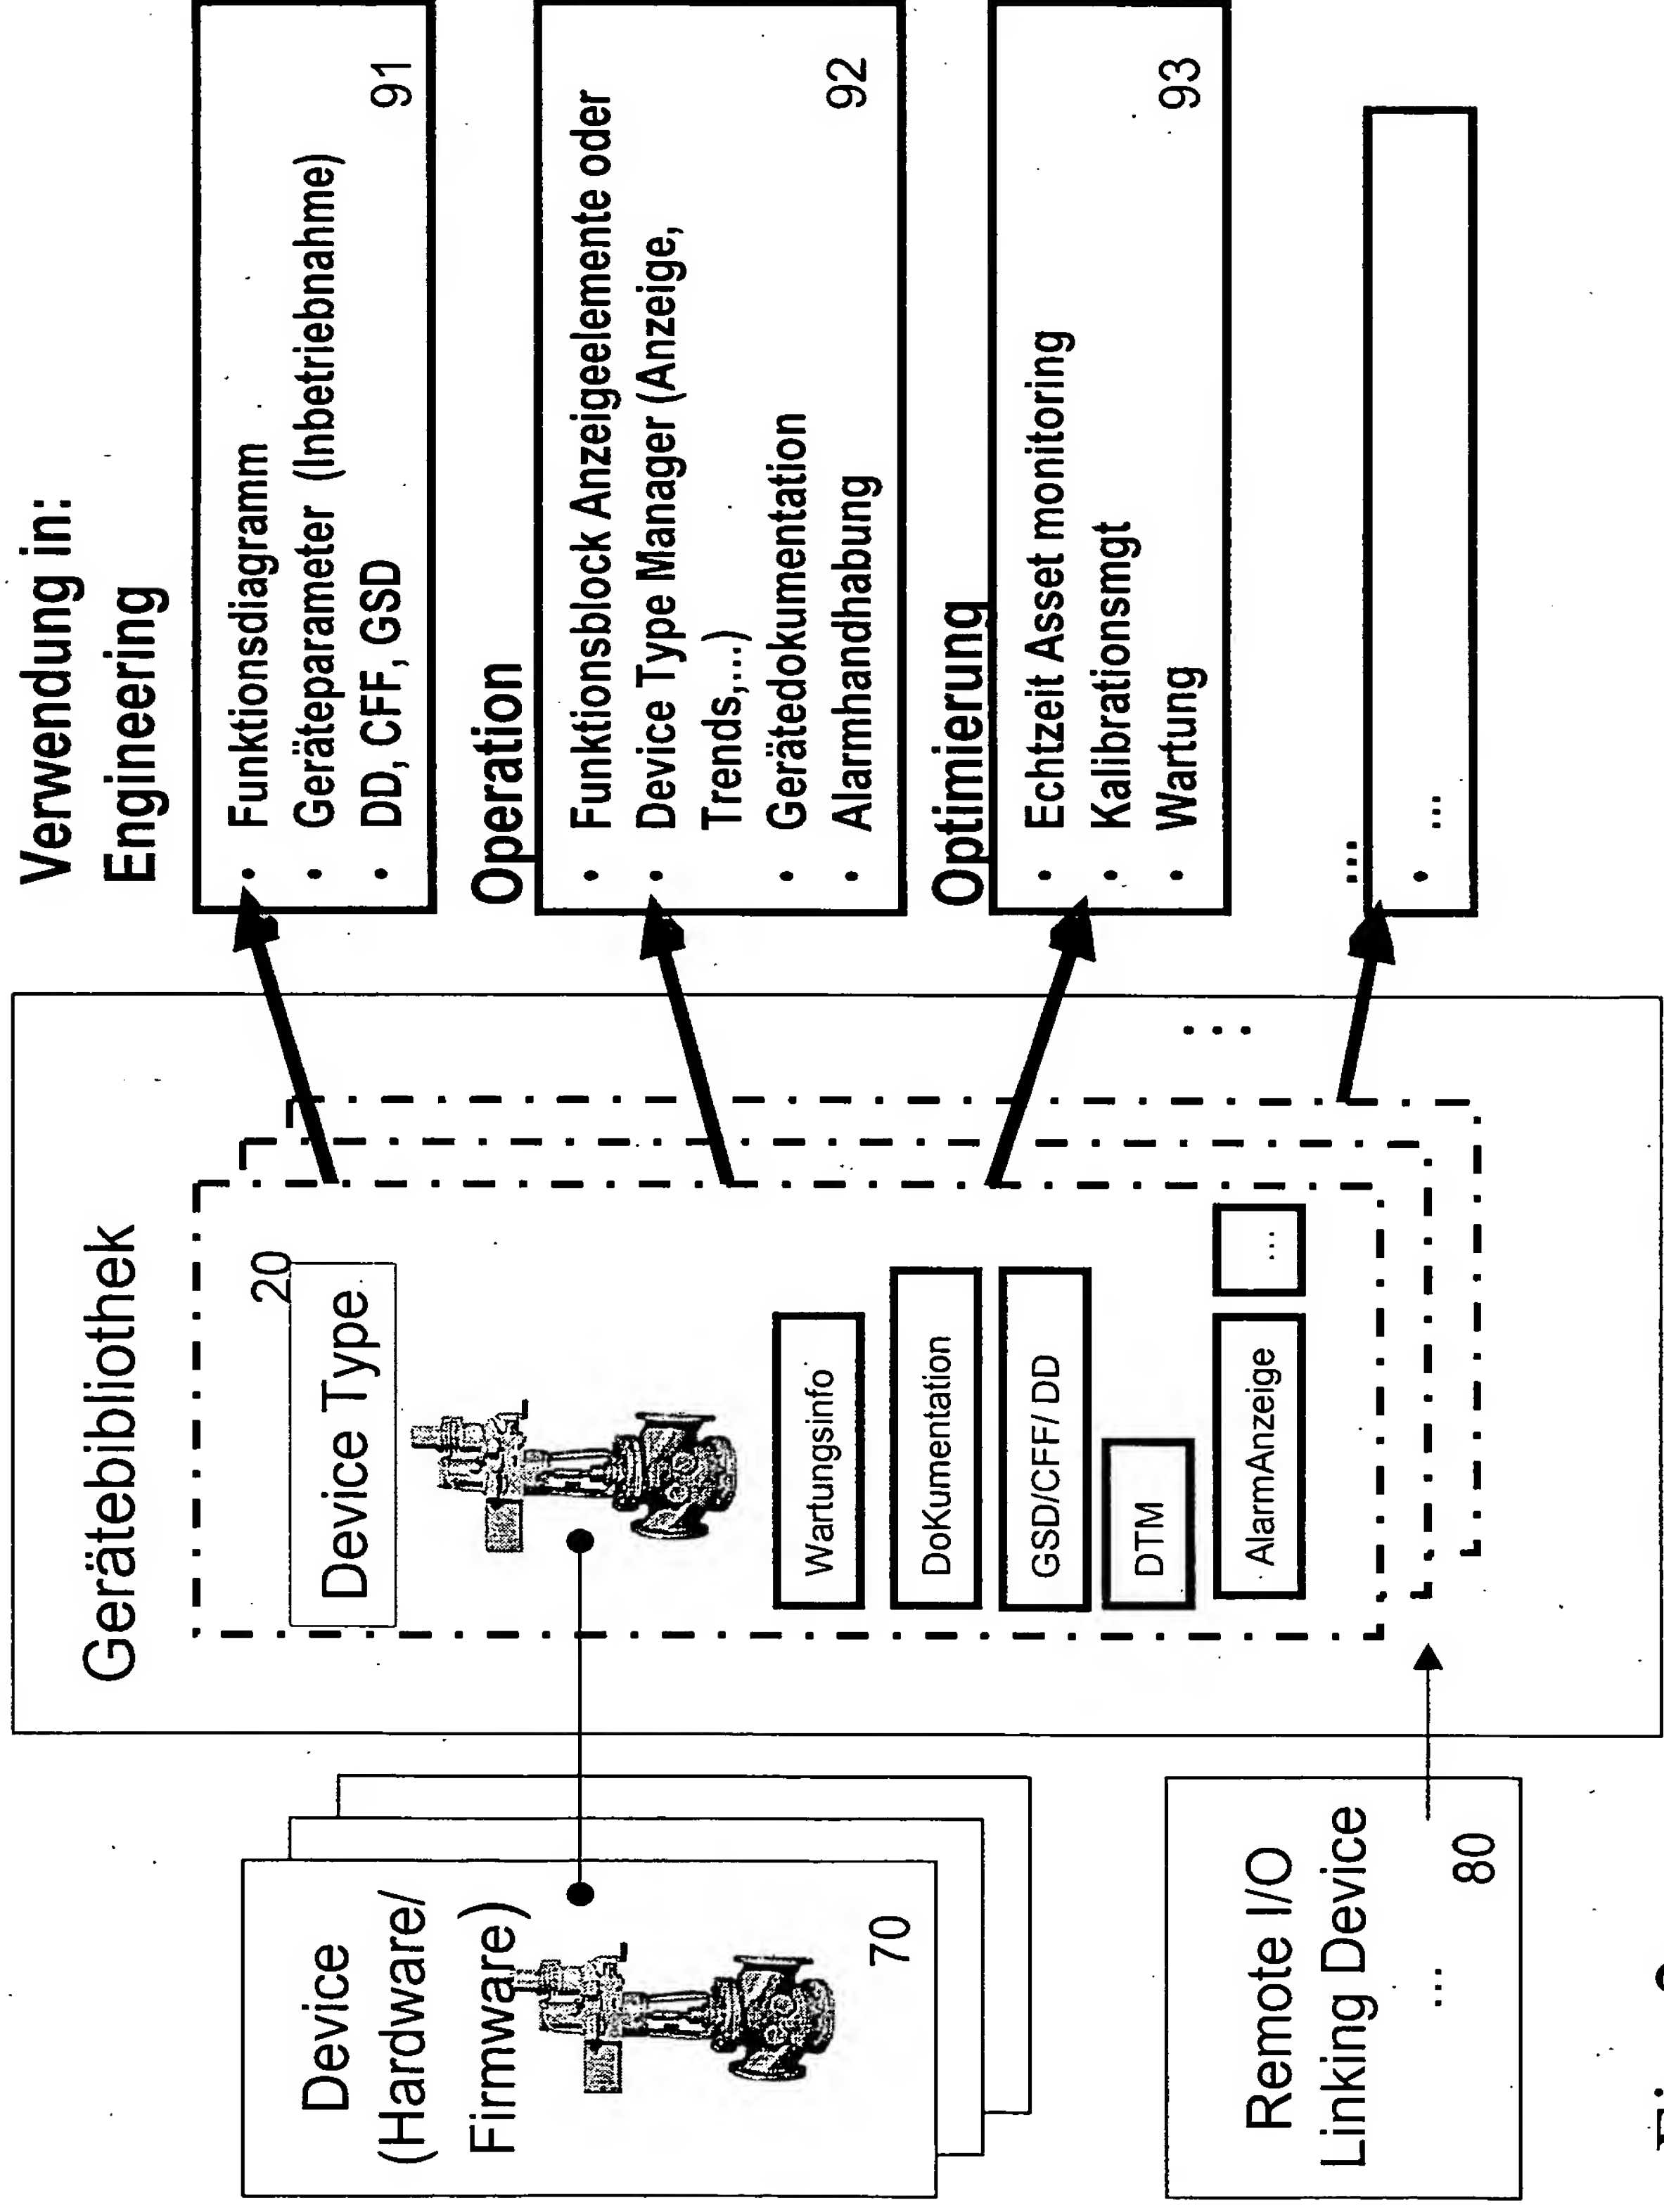 Device
(Hardware/
Firmware)
70
Remote I/O
Linking Device
...
80
Gerätebibliothek
20
Device Type
Wartungsinfo
DoKumentation
GSD/CFF/ DD
DTM
AlarmAnzeige
...
...
Verwendung in:
Engineering
• Funktionsdiagramm
• Geräteparameter (Inbetriebnahme)
• DD, CFF, GSD
91
Operation
• Funktionsblock Anzeigeelemente oder
• Device Type Manager (Anzeige,
Trends,...)
• Gerätedokumentation
• Alarmhandhabung
92
Optimierung
• Echtzeit Asset monitoring
• Kalibrationsmgt
• Wartung
93
...
• ...